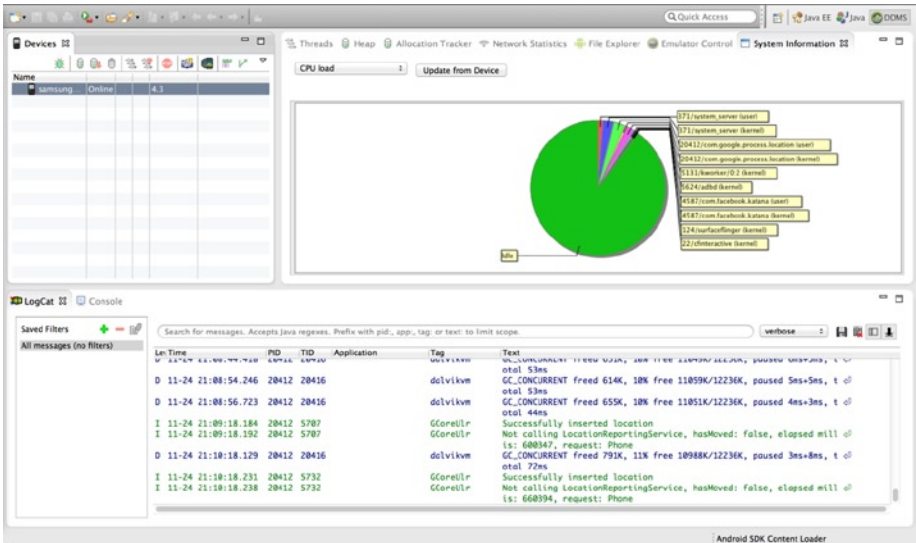 Quick Access
Java EE
Java
DDMS
Devices
Threads
Heap
Allocation Tracker
Network Statistics
File Explorer
Emulator Control
System Information
CPU load
Update from Device
Name
samsung... Online 4.3
371/system_server (user)
371/system_server (kernel)
20412/com.google.process.location (user)
20412/com.google.process.location (kernel)
5131/kworker/0:2 (kernel)
5624/adbd (kernel)
4587/com.facebook.katana (user)
4587/com.facebook.katana (kernel)
124/surfaceflinger (kernel)
22/cfinteractive (kernel)
Idle
LogCat
Console
Saved Filters
All messages (no filters)
Search for messages. Accepts Java regexes. Prefix with pid:, app:, tag: or text: to limit scope.
verbose
Time PID TID Application Tag Text
otal 53ms
D 11-24 21:08:54.246 20412 20416 dalvikvm GC_CONCURRENT freed 614K, 10% free 11059K/12236K, paused 5ms+5ms, t
otal 53ms
D 11-24 21:08:56.723 20412 20416 dalvikvm GC_CONCURRENT freed 655K, 10% free 11051K/12236K, paused 4ms+3ms, t
otal 44ms
I 11-24 21:09:18.184 20412 5707 GCoreUlr Successfully inserted location
I 11-24 21:09:18.192 20412 5707 GCoreUlr Not calling LocationReportingService, hasMoved: false, elapsed mill
is: 600347, request: Phone
D 11-24 21:10:18.129 20412 20416 dalvikvm GC_CONCURRENT freed 791K, 11% free 10988K/12236K, paused 3ms+8ms, t
otal 72ms
I 11-24 21:10:18.231 20412 5732 GCoreUlr Successfully inserted location
I 11-24 21:10:18.238 20412 5732 GCoreUlr Not calling LocationReportingService, hasMoved: false, elapsed mill
is: 660394, request: Phone
Android SDK Content Loader